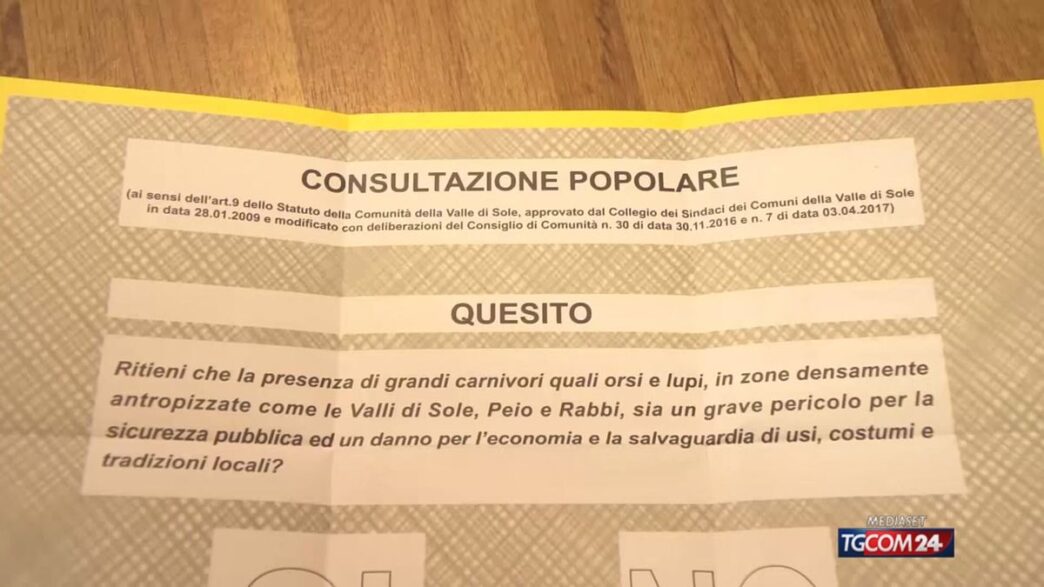 CONSULTAZIONE POPOLARE
(ai sensi dell'art.9 dello Statuto della Comunità della Valle di Sole, approvato dal Collegio dei Sindaci dei Comuni della Valle di Sole
in data 28.01.2009 e modificato con deliberazioni del Consiglio di Comunità n. 30 di data 30.11.2016 e n. 7 di data 03.04.2017)
QUESITO
Ritieni che la presenza di grandi carnivori quali orsi e lupi, in zone densamente
antropizzate come le Valli di Sole, Peio e Rabbi, sia un grave pericolo per la
sicurezza pubblica ed un danno per l'economia e la salvaguardia di usi, costumi e
tradizioni locali?
SI NO
MEDIASET
TGCOM24